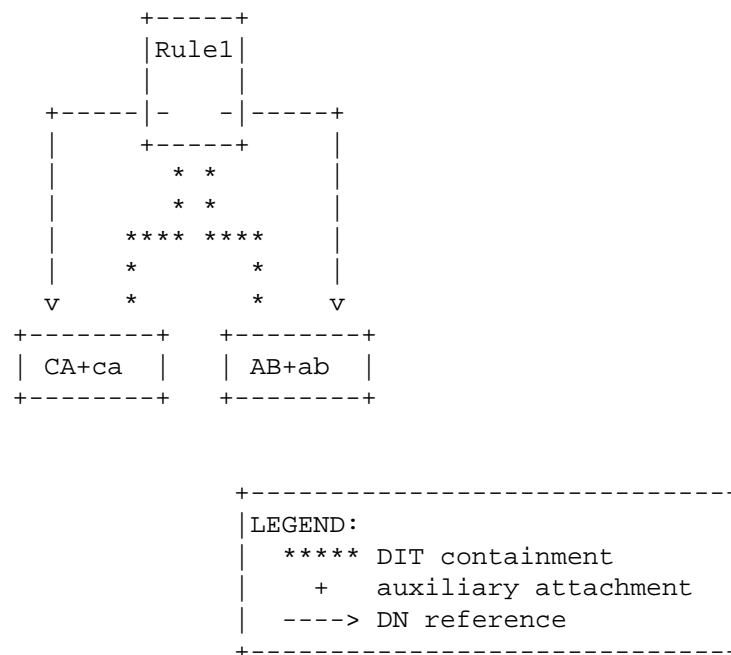 +-----+
              |Rule1|
              |     |
        +-----|-   -|-----+
        |     +-----+     |
        |       * *       |
        |       * *       |
        |    **** ****    |
        |    *       *    |
        v    *       *    v
      +--------+   +--------+
      | CA+ca  |   | AB+ab  |
      +--------+   +--------+
                    +------------------------------
                    |LEGEND:
                    |  ***** DIT containment
                    |    +   auxiliary attachment
                    |  ----> DN reference
                    +------------------------------